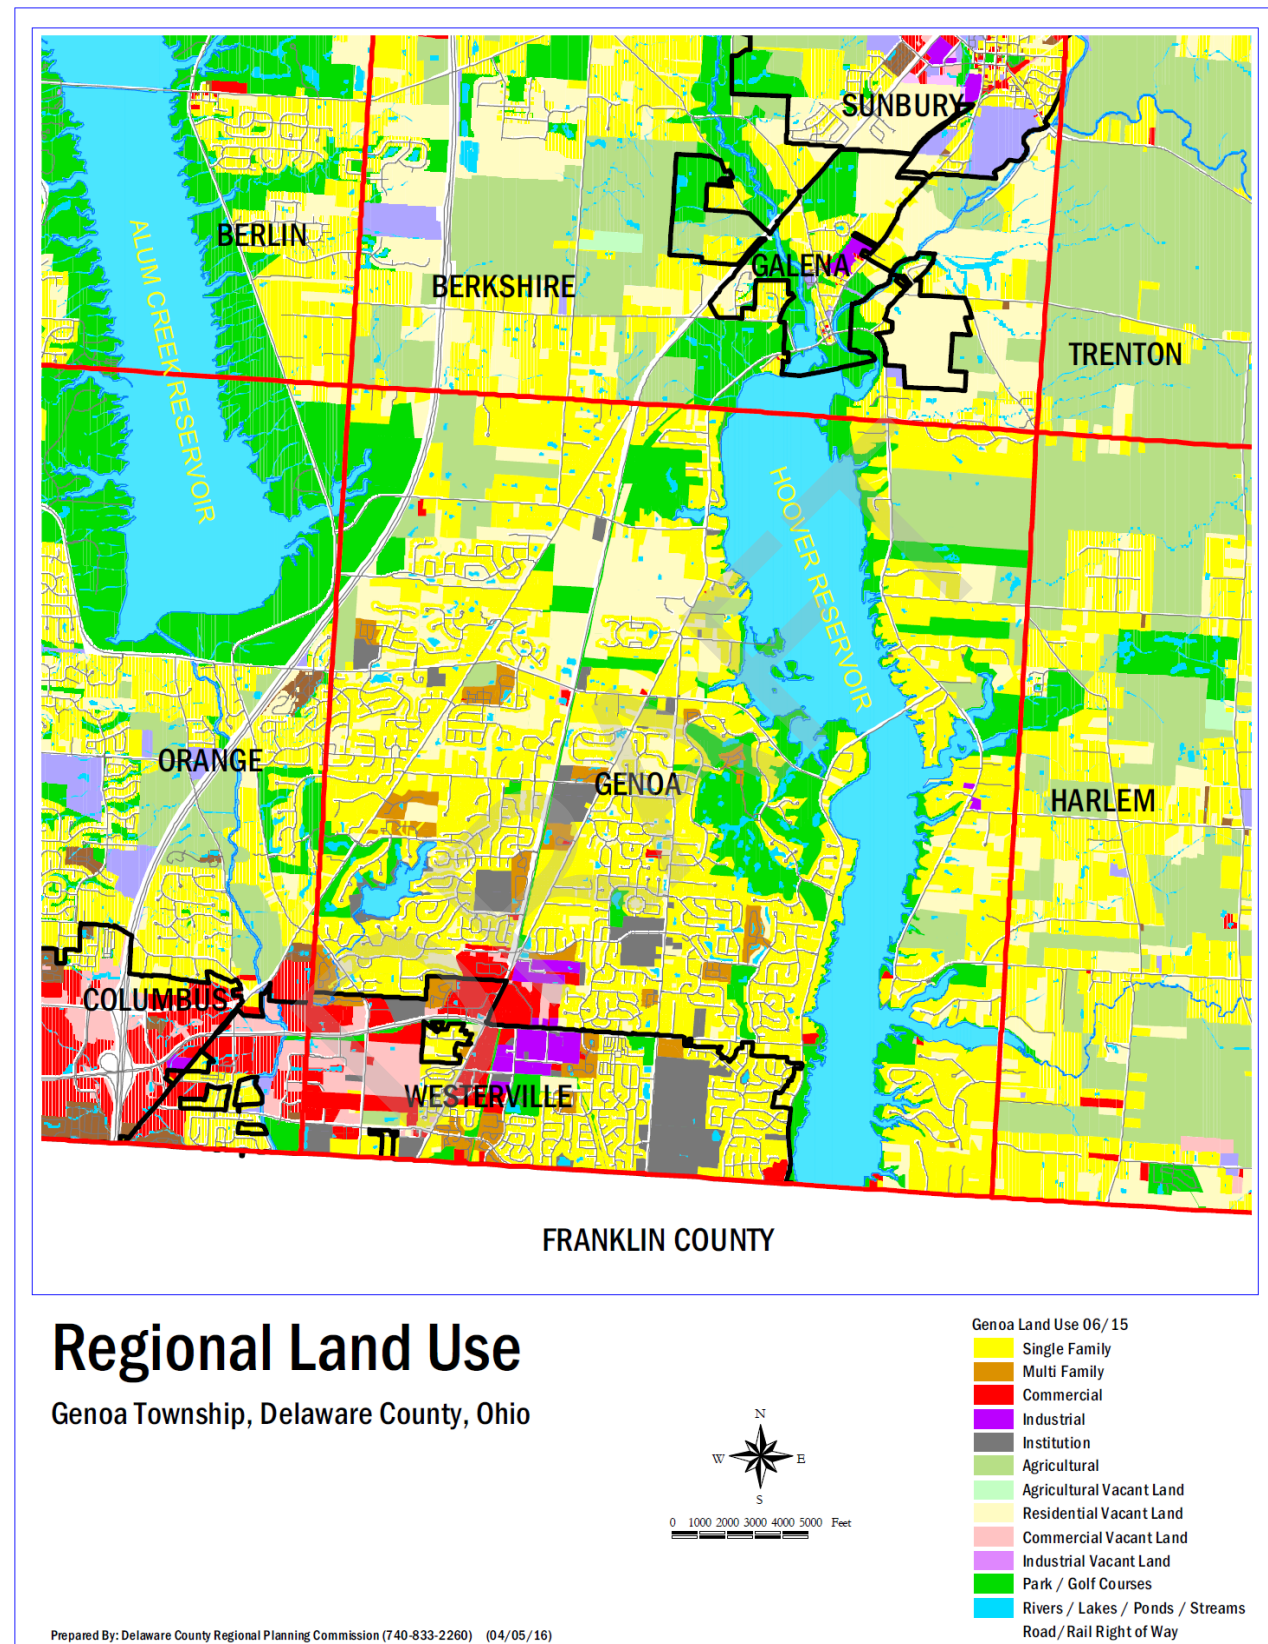 SUNBURY
ALUM CREEK RESERVOIR
BERLIN
GALENA
BERKSHIRE
TRENTON
HOOVER RESERVOIR
ORANGE
GENOA
HARLEM
COLUMBUS
WESTERVILLE
FRANKLIN COUNTY
Regional Land Use
Genoa Township, Delaware County, Ohio
N
W E
S
0 1000 2000 3000 4000 5000 Feet
Genoa Land Use 06/15
Single Family
Multi Family
Commercial
Industrial
Institution
Agricultural
Agricultural Vacant Land
Residential Vacant Land
Commercial Vacant Land
Industrial Vacant Land
Park / Golf Courses
Rivers / Lakes / Ponds / Streams
Road/Rail Right of Way
Prepared By: Delaware County Regional Planning Commission (740-833-2260) (04/05/16)